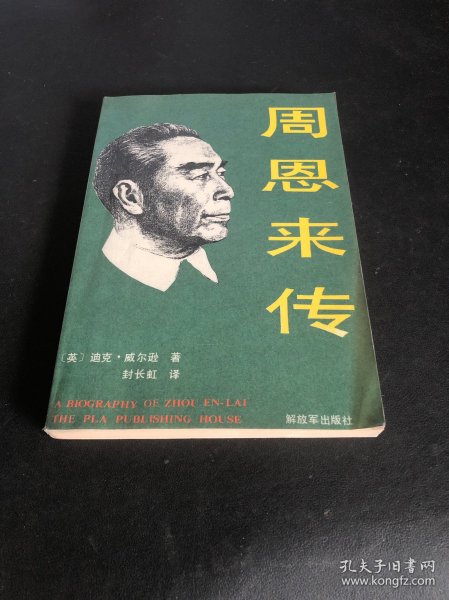 周恩来传
〔英〕迪克·威尔逊 著
封长虹 译
A BIOGRAPHY OF ZHOU EN-LAI
THE PLA PUBLISHING HOUSE
解放军出版社
孔夫子旧书网
www.kongfz.com